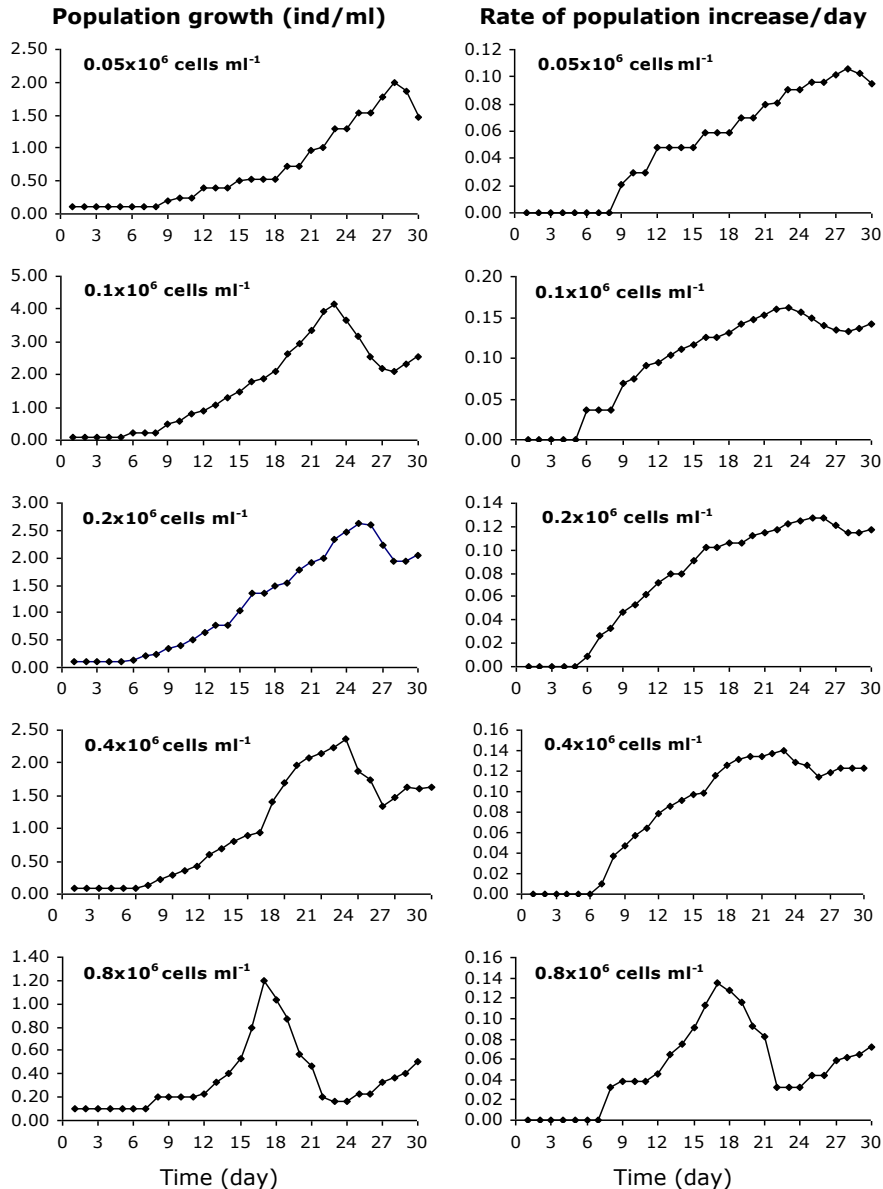 Population growth (ind/ml)
Rate of population increase/day
0.05x10⁶ cells ml⁻¹
2.50
2.00
1.50
1.00
0.50
0.00
0 3 6 9 12 15 18 21 24 27 30
0.05x10⁶ cells ml⁻¹
0.12
0.10
0.08
0.06
0.04
0.02
0.00
0 3 6 9 12 15 18 21 24 27 30
0.1x10⁶ cells ml⁻¹
5.00
4.00
3.00
2.00
1.00
0.00
0 3 6 9 12 15 18 21 24 27 30
0.1x10⁶ cells ml⁻¹
0.20
0.15
0.10
0.05
0.00
0 3 6 9 12 15 18 21 24 27 30
0.2x10⁶ cells ml⁻¹
3.00
2.50
2.00
1.50
1.00
0.50
0.00
0 3 6 9 12 15 18 21 24 27 30
0.2x10⁶ cells ml⁻¹
0.14
0.12
0.10
0.08
0.06
0.04
0.02
0.00
0 3 6 9 12 15 18 21 24 27 30
0.4x10⁶ cells ml⁻¹
2.50
2.00
1.50
1.00
0.50
0.00
0 3 6 9 12 15 18 21 24 27 30
0.4x10⁶ cells ml⁻¹
0.16
0.14
0.12
0.10
0.08
0.06
0.04
0.02
0.00
0 3 6 9 12 15 18 21 24 27 30
0.8x10⁶ cells ml⁻¹
1.40
1.20
1.00
0.80
0.60
0.40
0.20
0.00
0 3 6 9 12 15 18 21 24 27 30
Time (day)
0.8x10⁶ cells ml⁻¹
0.16
0.14
0.12
0.10
0.08
0.06
0.04
0.02
0.00
0 3 6 9 12 15 18 21 24 27 30
Time (day)